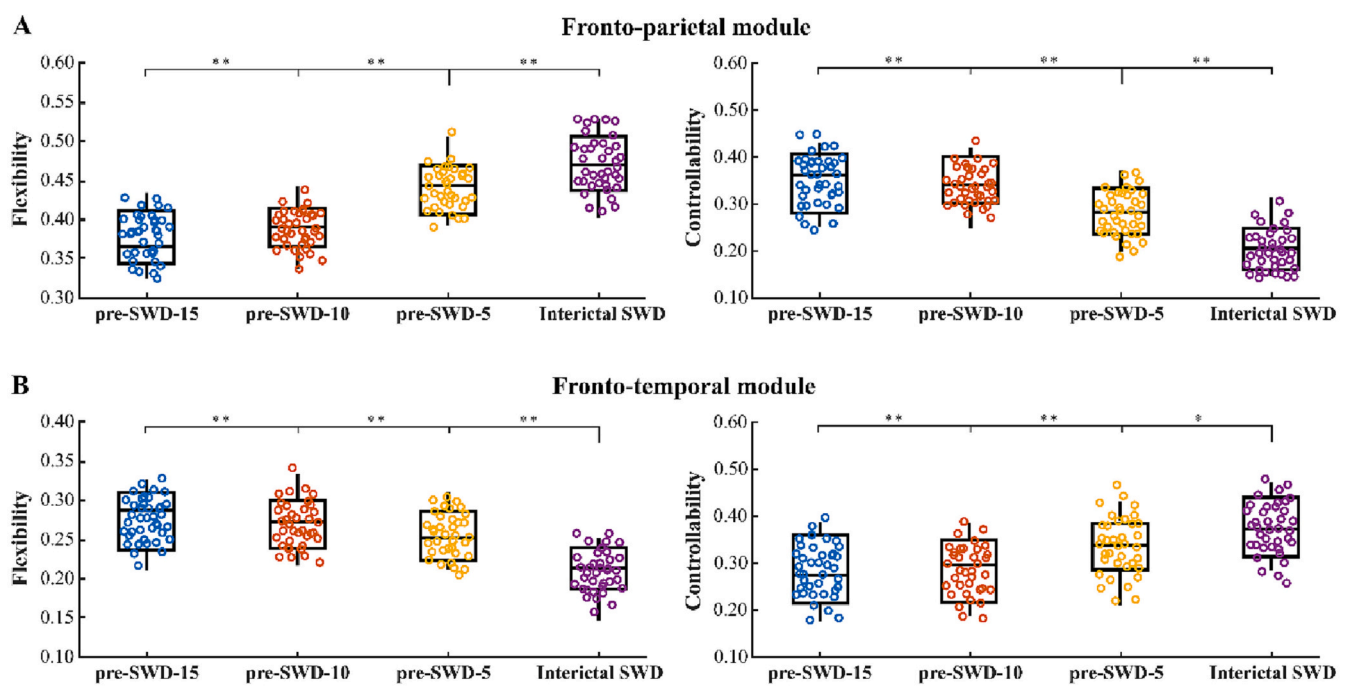 A
Fronto-parietal module
** ** **
0.60
0.55
0.50
0.45
0.40
0.35
0.30
Flexibility
pre-SWD-15 pre-SWD-10 pre-SWD-5 Interictal SWD
** ** **
0.60
0.50
0.40
0.30
0.20
0.10
Controllability
pre-SWD-15 pre-SWD-10 pre-SWD-5 Interictal SWD
B
Fronto-temporal module
** ** **
0.40
0.35
0.30
0.25
0.20
0.15
0.10
Flexibility
pre-SWD-15 pre-SWD-10 pre-SWD-5 Interictal SWD
** ** *
0.60
0.50
0.40
0.30
0.20
0.10
Controllability
pre-SWD-15 pre-SWD-10 pre-SWD-5 Interictal SWD